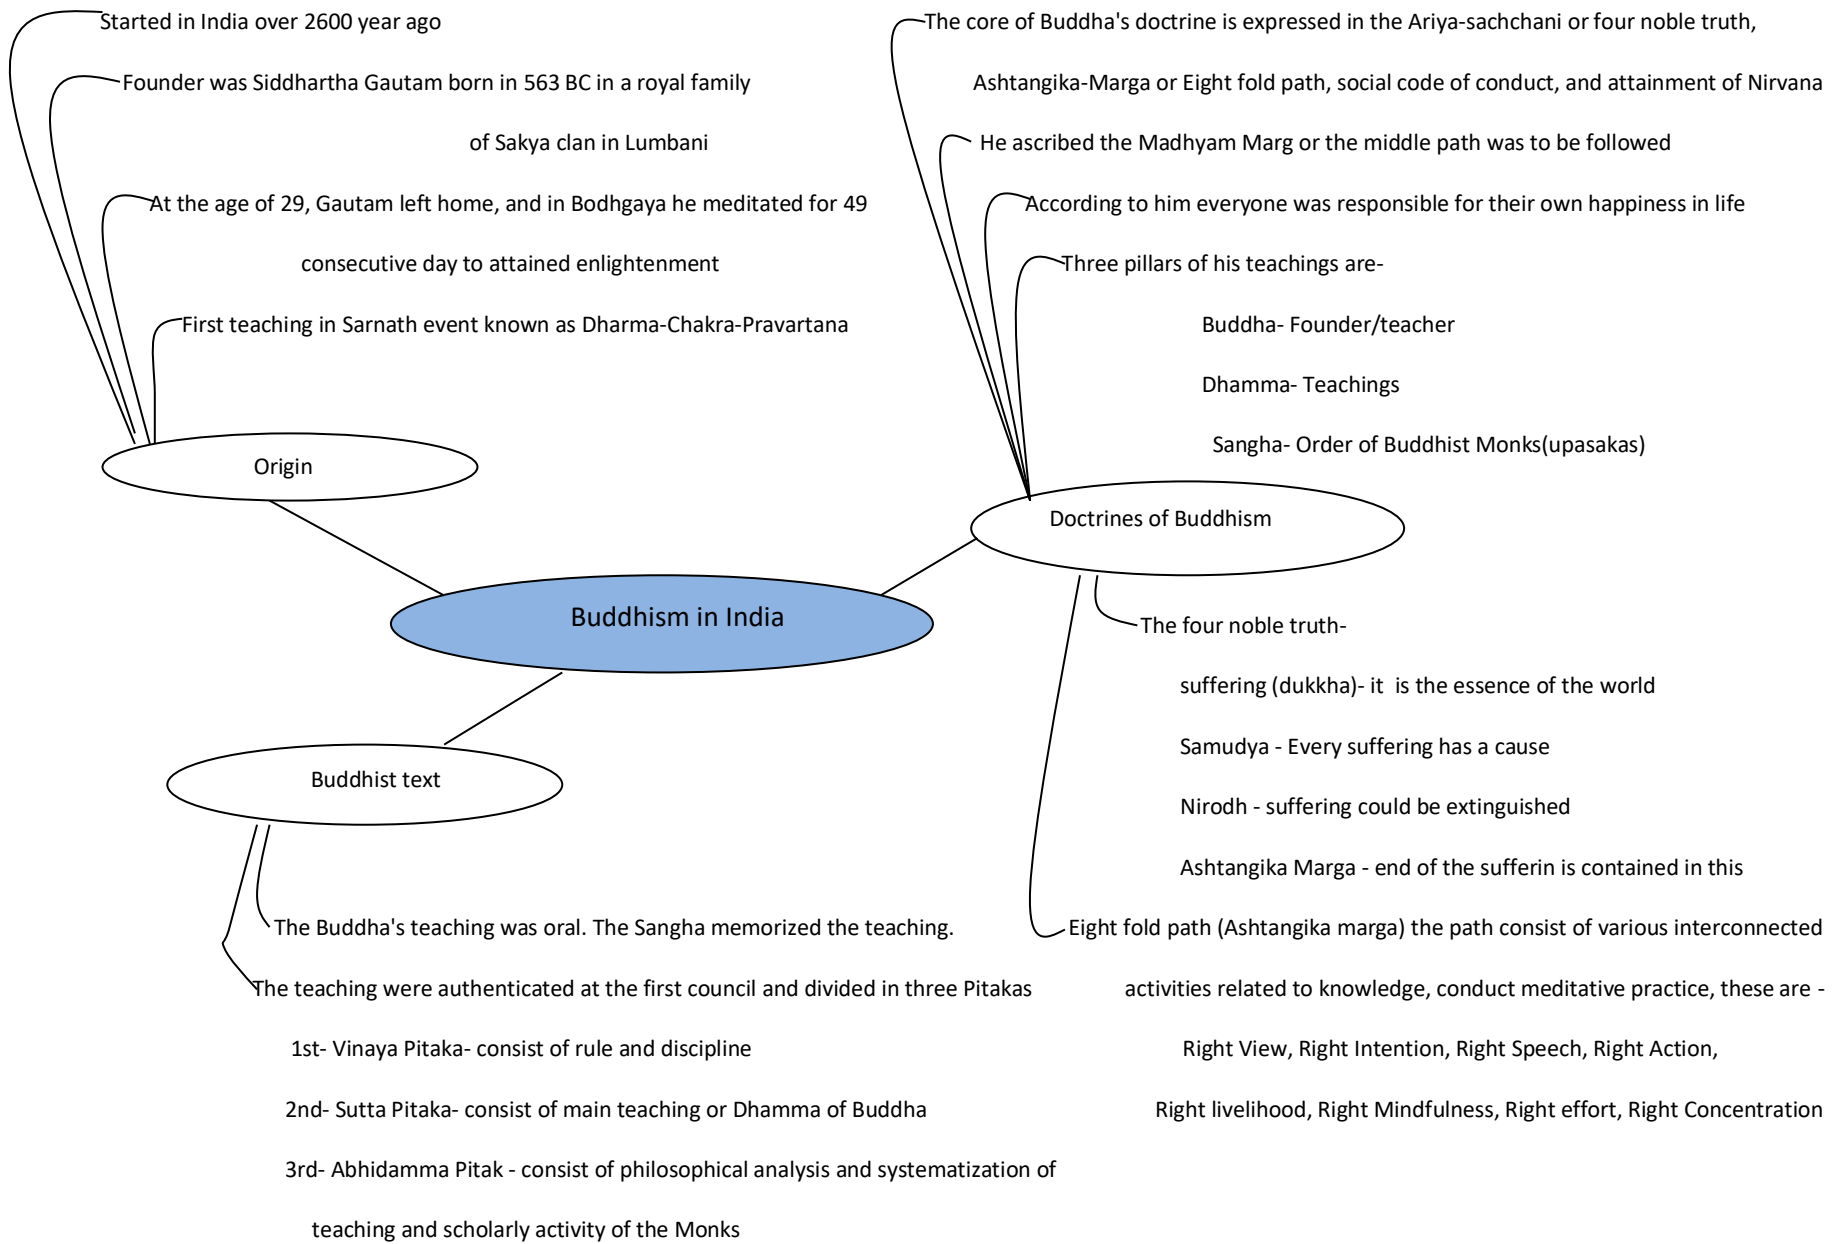 Started in India over 2600 year ago
Founder was Siddhartha Gautam born in 563 BC in a royal family
of Sakya clan in Lumbani
At the age of 29, Gautam left home, and in Bodhgaya he meditated for 49
consecutive day to attained enlightenment
First teaching in Sarnath event known as Dharma-Chakra-Pravartana
Origin
The core of Buddha's doctrine is expressed in the Ariya-sachchani or four noble truth,
Ashtangika-Marga or Eight fold path, social code of conduct, and attainment of Nirvana
He ascribed the Madhyam Marg or the middle path was to be followed
According to him everyone was responsible for their own happiness in life
Three pillars of his teachings are-
Buddha- Founder/teacher
Dhamma- Teachings
Sangha- Order of Buddhist Monks(upasakas)
Doctrines of Buddhism
Buddhism in India
The four noble truth-
suffering (dukkha)- it  is the essence of the world
Samudya - Every suffering has a cause
Nirodh - suffering could be extinguished
Ashtangika Marga - end of the sufferin is contained in this
Eight fold path (Ashtangika marga) the path consist of various interconnected
activities related to knowledge, conduct meditative practice, these are -
Right View, Right Intention, Right Speech, Right Action,
Right livelihood, Right Mindfulness, Right effort, Right Concentration
Buddhist text
The Buddha's teaching was oral. The Sangha memorized the teaching.
The teaching were authenticated at the first council and divided in three Pitakas
1st- Vinaya Pitaka- consist of rule and discipline
2nd- Sutta Pitaka- consist of main teaching or Dhamma of Buddha
3rd- Abhidamma Pitak - consist of philosophical analysis and systematization of
teaching and scholarly activity of the Monks